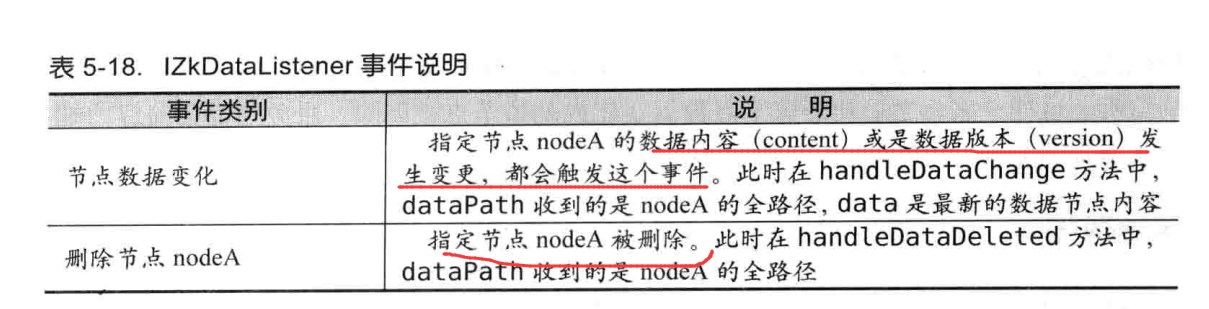 表 5-18. IZkDataListener 事件说明
事件类别 说 明
节点数据变化
指定节点 nodeA 的数据内容（content）或是数据版本（version）发
生变更，都会触发这个事件。此时在 handleDataChange 方法中，
dataPath 收到的是 nodeA 的全路径，data 是最新的数据节点内容
删除节点 nodeA
指定节点 nodeA 被删除。此时在 handleDataDeleted 方法中，
dataPath 收到的是 nodeA 的全路径